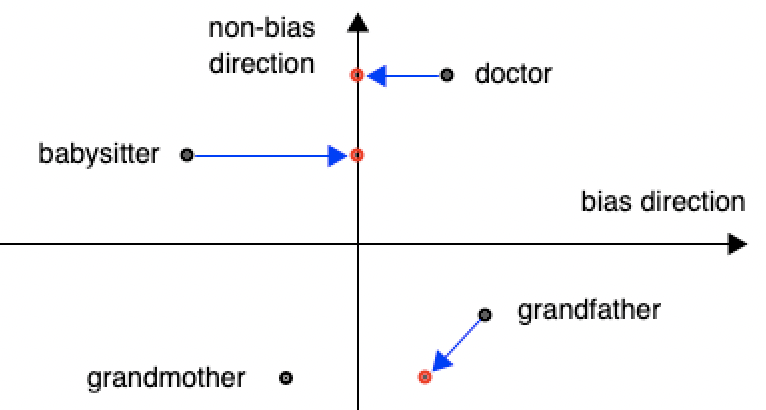 non-bias
direction
doctor
babysitter
bias direction
grandfather
grandmother